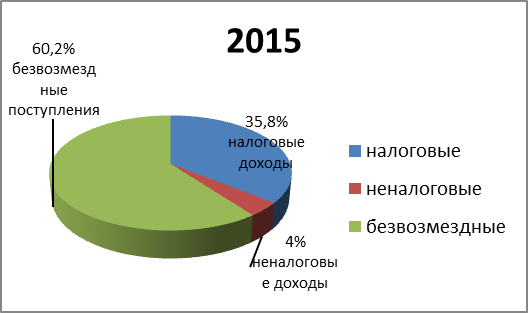 2015
60,2%
безвозмезд
ные
поступления
35,8%
налоговые
доходы
4%
неналоговы
е доходы
налоговые
неналоговые
безвозмездные